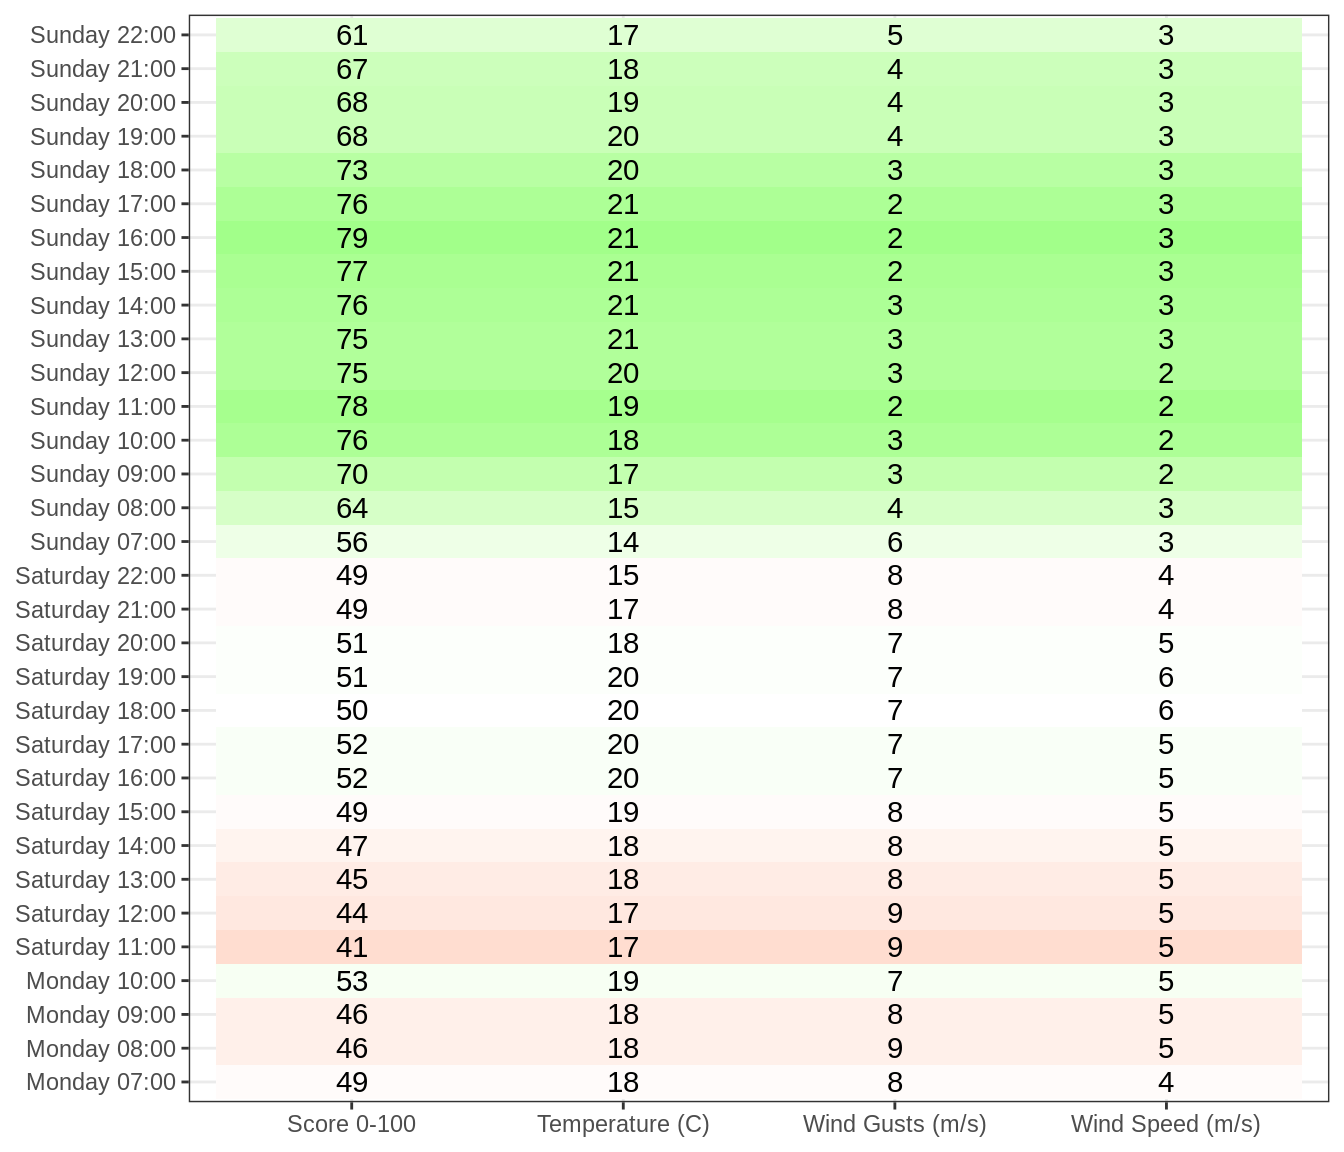 Sunday 22:00 61 17 5 3
Sunday 21:00 67 18 4 3
Sunday 20:00 68 19 4 3
Sunday 19:00 68 20 4 3
Sunday 18:00 73 20 3 3
Sunday 17:00 76 21 2 3
Sunday 16:00 79 21 2 3
Sunday 15:00 77 21 2 3
Sunday 14:00 76 21 3 3
Sunday 13:00 75 21 3 3
Sunday 12:00 75 20 3 2
Sunday 11:00 78 19 2 2
Sunday 10:00 76 18 3 2
Sunday 09:00 70 17 3 2
Sunday 08:00 64 15 4 3
Sunday 07:00 56 14 6 3
Saturday 22:00 49 15 8 4
Saturday 21:00 49 17 8 4
Saturday 20:00 51 18 7 5
Saturday 19:00 51 20 7 6
Saturday 18:00 50 20 7 6
Saturday 17:00 52 20 7 5
Saturday 16:00 52 20 7 5
Saturday 15:00 49 19 8 5
Saturday 14:00 47 18 8 5
Saturday 13:00 45 18 8 5
Saturday 12:00 44 17 9 5
Saturday 11:00 41 17 9 5
Monday 10:00 53 19 7 5
Monday 09:00 46 18 8 5
Monday 08:00 46 18 9 5
Monday 07:00 49 18 8 4
Score 0-100 Temperature (C) Wind Gusts (m/s) Wind Speed (m/s)